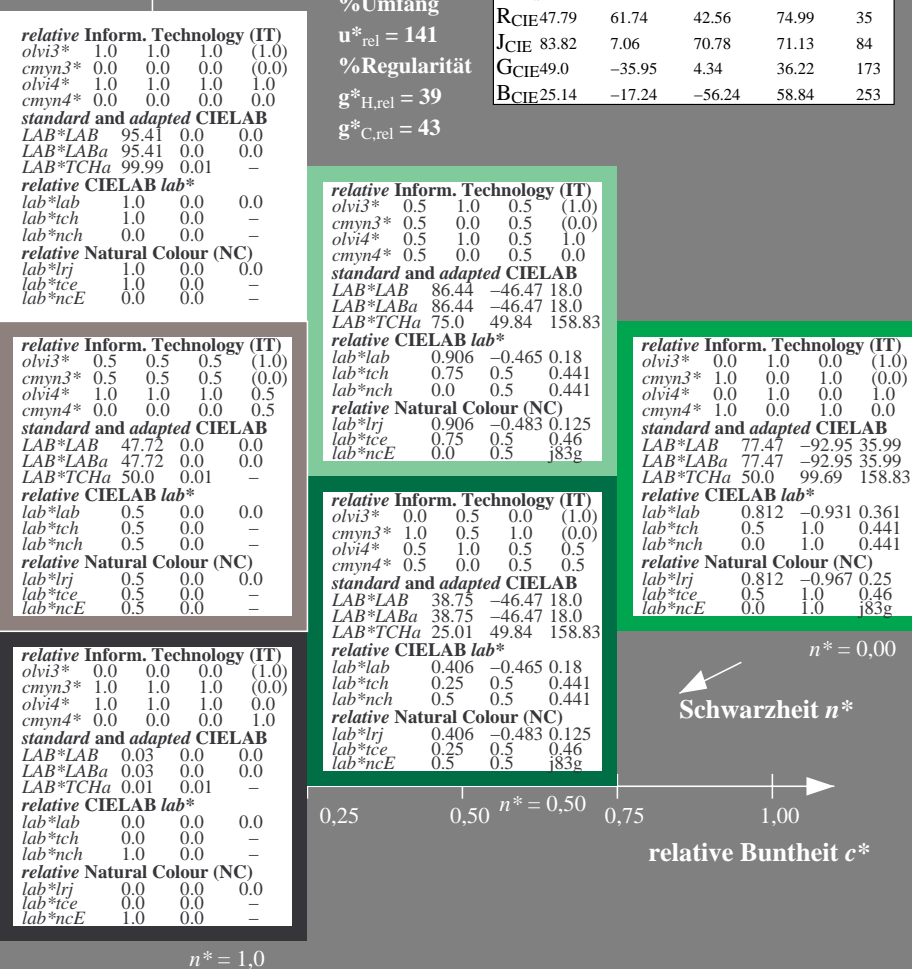 %Umfang
u*rel = 141
%Regularität
g*H,rel = 39
g*C,rel = 43
RCIE 47.79 61.74 42.56 74.99 35
JCIE 83.82 7.06 70.78 71.13 84
GCIE 49.0 −35.95 4.34 36.22 173
BCIE 25.14 −17.24 −56.24 58.84 253
relative Inform. Technology (IT)
olvi3* 1.0 1.0 1.0 (1.0)
cmyn3* 0.0 0.0 0.0 (0.0)
olvi4* 1.0 1.0 1.0 1.0
cmyn4* 0.0 0.0 0.0 0.0
standard and adapted CIELAB
LAB*LAB 95.41 0.0 0.0
LAB*LABa 95.41 0.0 0.0
LAB*TCHa 99.99 0.01 –
relative CIELAB lab*
lab*lab 1.0 0.0 0.0
lab*tch 1.0 0.0 –
lab*nch 0.0 0.0 –
relative Natural Colour (NC)
lab*lrj 1.0 0.0 0.0
lab*tce 1.0 0.0 –
lab*ncE 0.0 0.0 –
relative Inform. Technology (IT)
olvi3* 0.5 1.0 0.5 (1.0)
cmyn3* 0.5 0.0 0.5 (0.0)
olvi4* 0.5 1.0 0.5 1.0
cmyn4* 0.5 0.0 0.5 0.0
standard and adapted CIELAB
LAB*LAB 86.44 −46.47 18.0
LAB*LABa 86.44 −46.47 18.0
LAB*TCHa 75.0 49.84 158.83
relative CIELAB lab*
lab*lab 0.906 −0.465 0.18
lab*tch 0.75 0.5 0.441
lab*nch 0.0 0.5 0.441
relative Natural Colour (NC)
lab*lrj 0.906 −0.483 0.125
lab*tce 0.75 0.5 0.46
lab*ncE 0.0 0.5 j83g
relative Inform. Technology (IT)
olvi3* 0.5 0.5 0.5 (1.0)
cmyn3* 0.5 0.5 0.5 (0.0)
olvi4* 1.0 1.0 1.0 0.5
cmyn4* 0.0 0.0 0.0 0.5
standard and adapted CIELAB
LAB*LAB 47.72 0.0 0.0
LAB*LABa 47.72 0.0 0.0
LAB*TCHa 50.0 0.01 –
relative CIELAB lab*
lab*lab 0.5 0.0 0.0
lab*tch 0.5 0.0 –
lab*nch 0.5 0.0 –
relative Natural Colour (NC)
lab*lrj 0.5 0.0 0.0
lab*tce 0.5 0.0 –
lab*ncE 0.5 0.0 –
relative Inform. Technology (IT)
olvi3* 0.0 1.0 0.0 (1.0)
cmyn3* 1.0 0.0 1.0 (0.0)
olvi4* 0.0 1.0 0.0 1.0
cmyn4* 1.0 0.0 1.0 0.0
standard and adapted CIELAB
LAB*LAB 77.47 −92.95 35.99
LAB*LABa 77.47 −92.95 35.99
LAB*TCHa 50.0 99.69 158.83
relative CIELAB lab*
lab*lab 0.812 −0.931 0.361
lab*tch 0.5 1.0 0.441
lab*nch 0.0 1.0 0.441
relative Natural Colour (NC)
lab*lrj 0.812 −0.967 0.25
lab*tce 0.5 1.0 0.46
lab*ncE 0.0 1.0 j83g
relative Inform. Technology (IT)
olvi3* 0.0 0.5 0.0 (1.0)
cmyn3* 1.0 0.5 1.0 (0.0)
olvi4* 0.5 1.0 0.5 0.5
cmyn4* 0.5 0.0 0.5 0.5
standard and adapted CIELAB
LAB*LAB 38.75 −46.47 18.0
LAB*LABa 38.75 −46.47 18.0
LAB*TCHa 25.01 49.84 158.83
relative CIELAB lab*
lab*lab 0.406 −0.465 0.18
lab*tch 0.25 0.5 0.441
lab*nch 0.5 0.5 0.441
relative Natural Colour (NC)
lab*lrj 0.406 −0.483 0.125
lab*tce 0.25 0.5 0.46
lab*ncE 0.5 0.5 j83g
relative Inform. Technology (IT)
olvi3* 0.0 0.0 0.0 (1.0)
cmyn3* 1.0 1.0 1.0 (0.0)
olvi4* 1.0 1.0 1.0 0.0
cmyn4* 0.0 0.0 0.0 1.0
standard and adapted CIELAB
LAB*LAB 0.03 0.0 0.0
LAB*LABa 0.03 0.0 0.0
LAB*TCHa 0.01 0.01 –
relative CIELAB lab*
lab*lab 0.0 0.0 0.0
lab*tch 0.0 0.0 –
lab*nch 1.0 0.0 –
relative Natural Colour (NC)
lab*lrj 0.0 0.0 0.0
lab*tce 0.0 0.0 –
lab*ncE 1.0 0.0 –
n* = 0,00
Schwarzheit n*
n* = 0,50
0,25 0,50 0,75 1,00
relative Buntheit c*
n* = 1,0